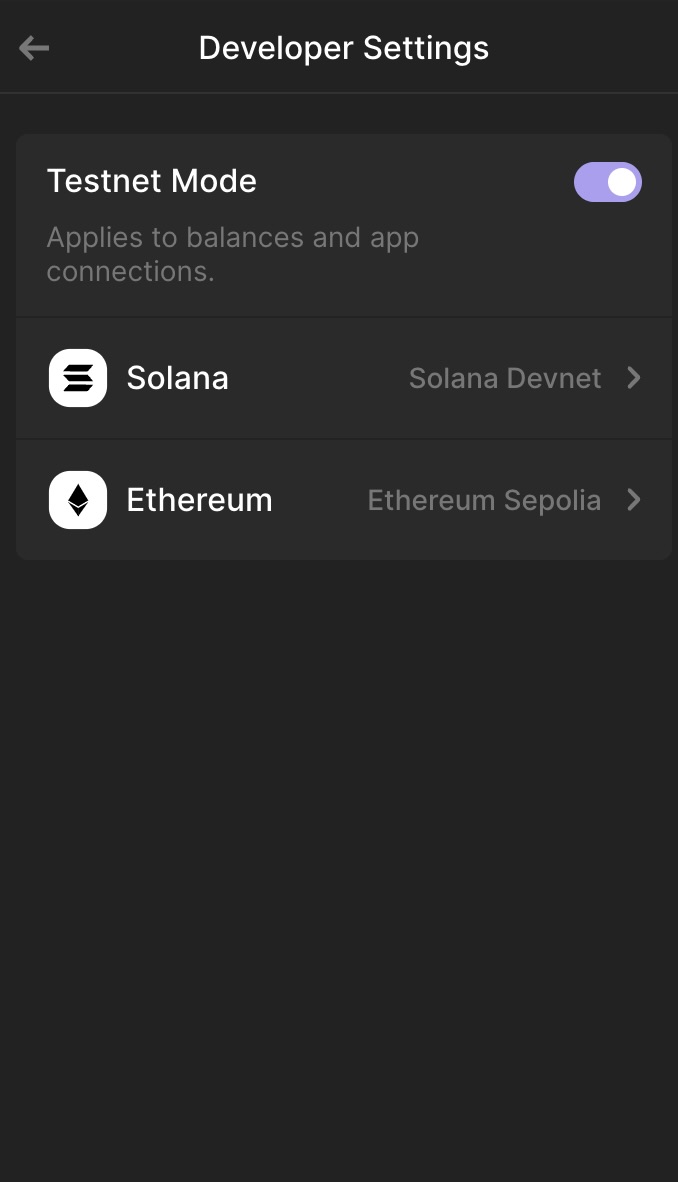 Developer Settings
Testnet Mode
Applies to balances and app
connections.
Solana Solana Devnet
Ethereum Ethereum Sepolia